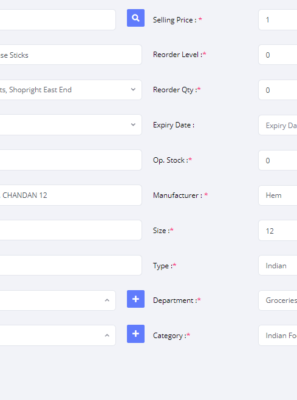 Selling Price : * 1
se Sticks Reorder Level :* 0
ts, Shopright East End Reorder Qty :* 0
Expiry Date : Expiry Da
Op. Stock :* 0
CHANDAN 12 Manufacturer : * Hem
Size :* 12
Type :* Indian
Department :* Groceries
Category :* Indian Fo